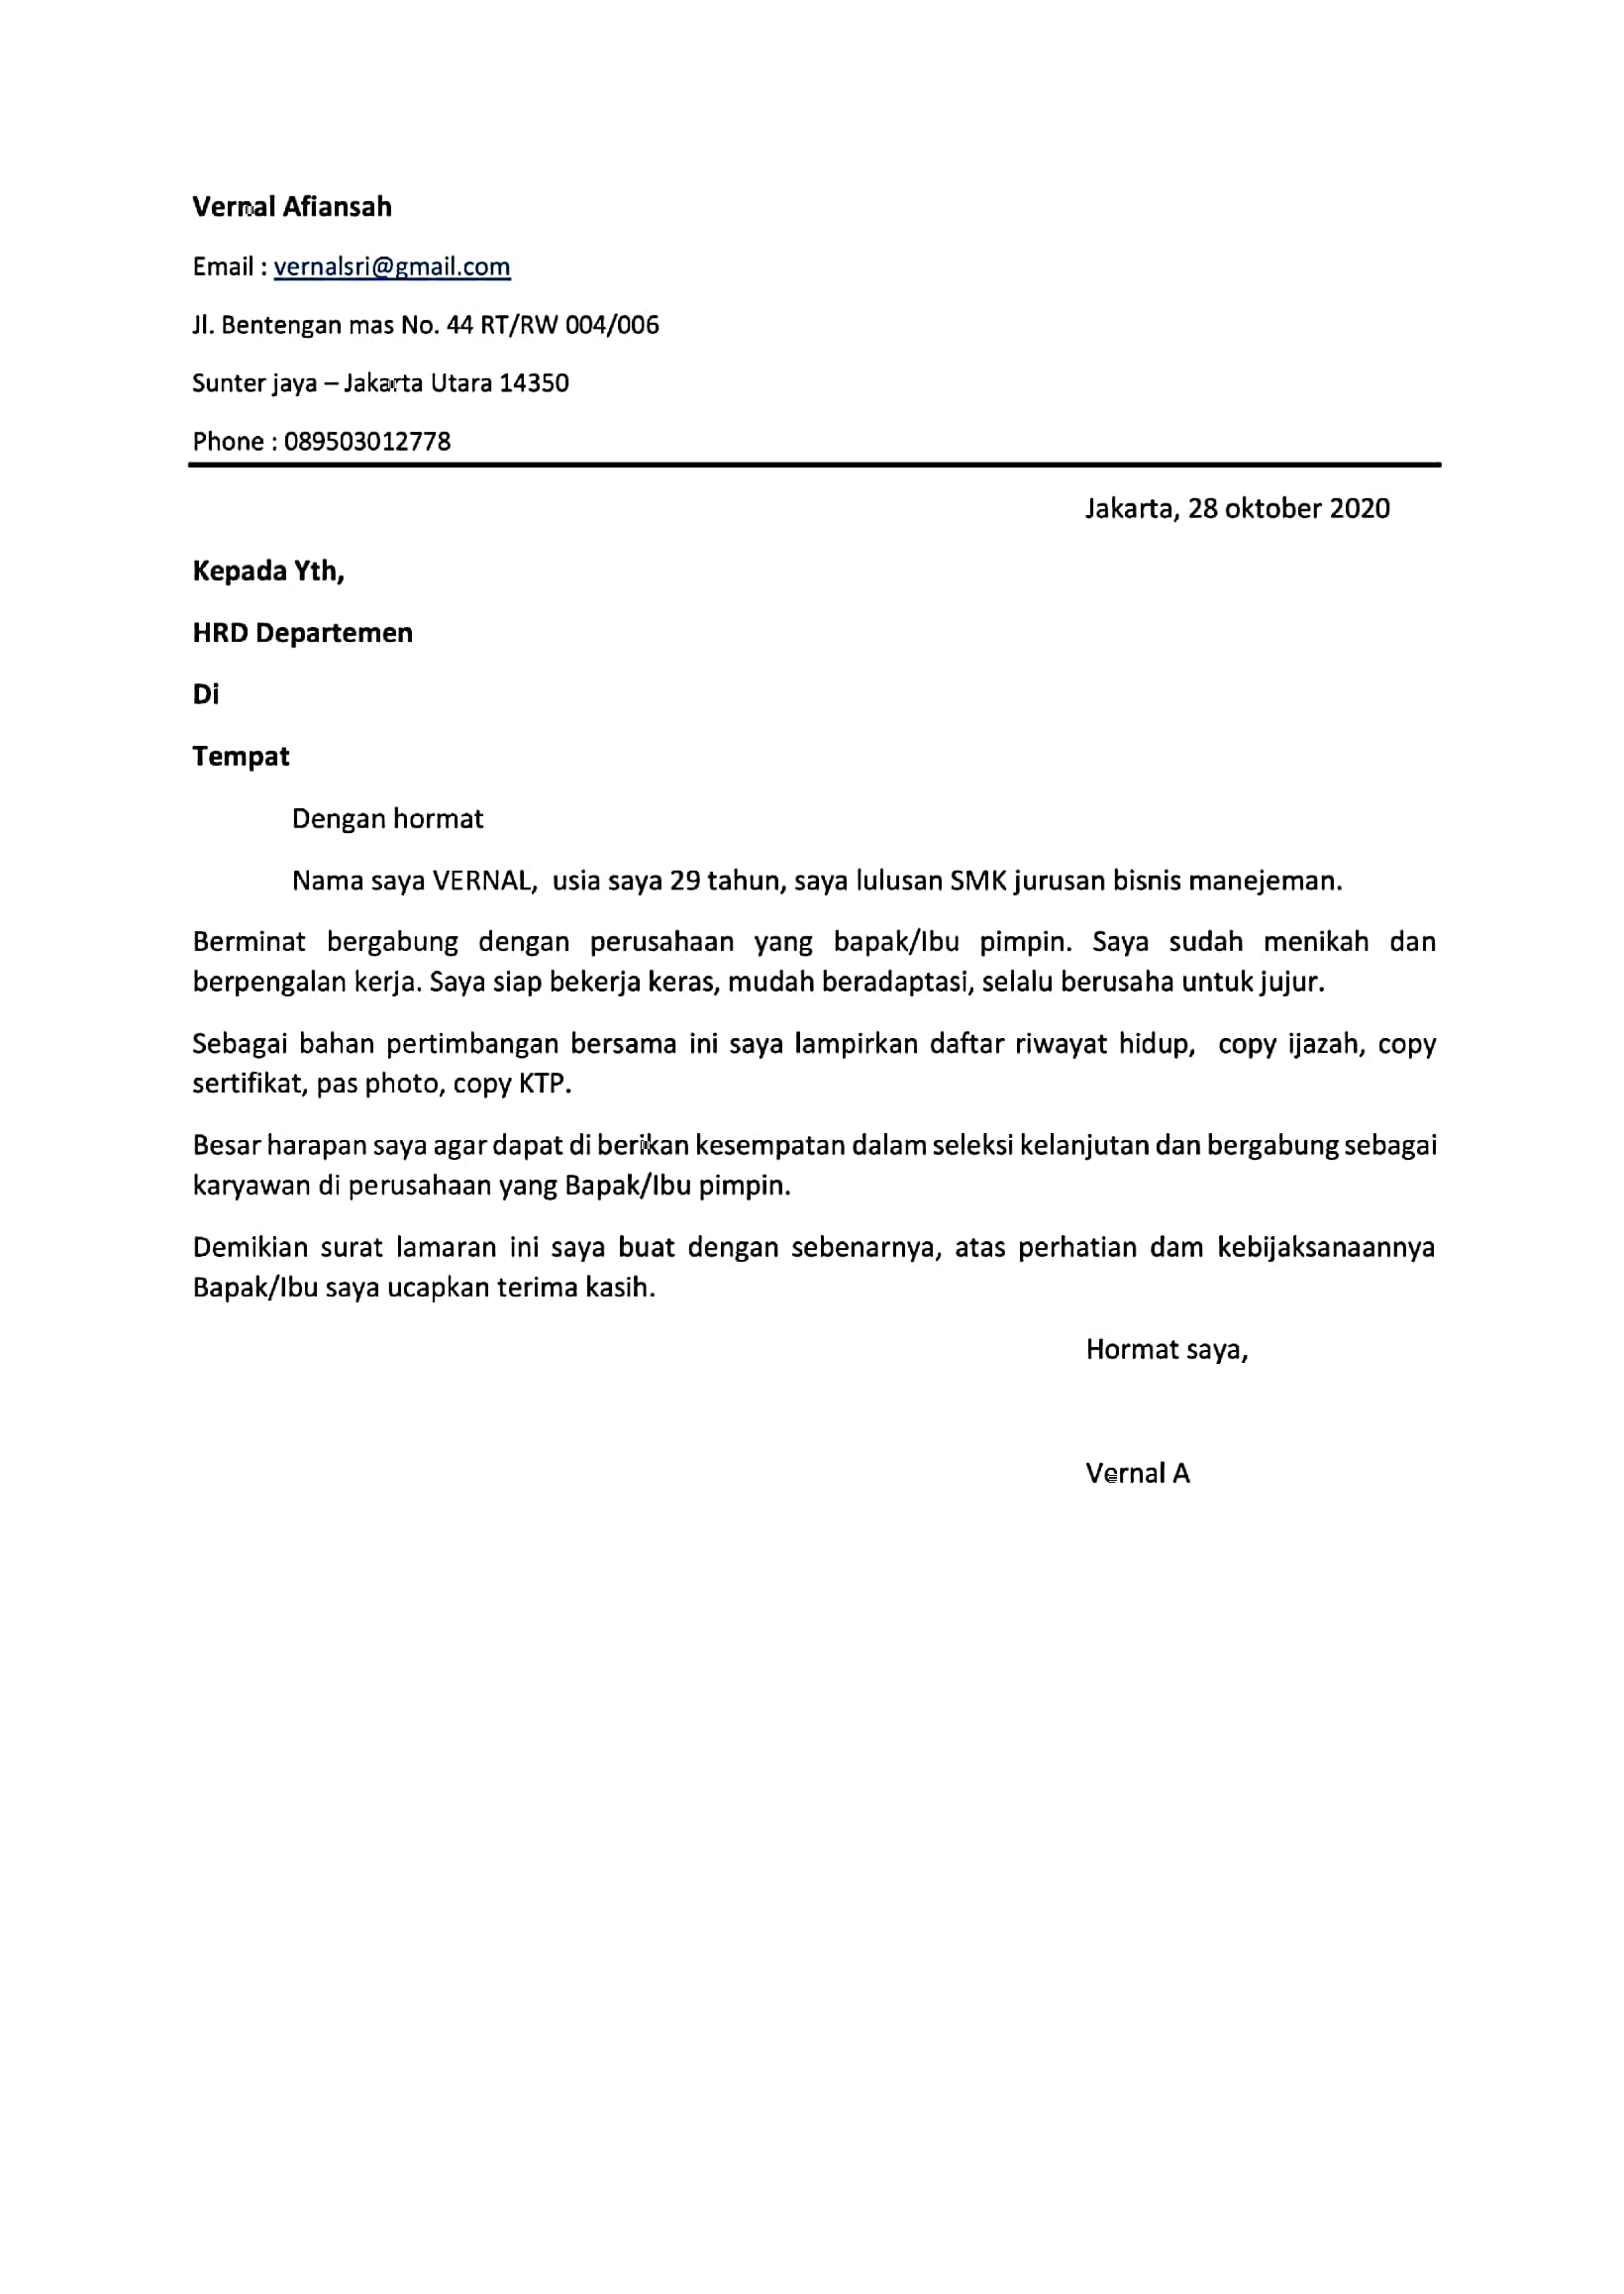 Vernal Afiansah
Email : vernalsri@gmail.com
Jl. Bentengan mas No. 44 RT/RW 004/006
Sunter jaya – Jakarta Utara 14350
Phone : 089503012778
Jakarta, 28 oktober 2020
Kepada Yth,
HRD Departemen
Di
Tempat
Dengan hormat
Nama saya VERNAL,  usia saya 29 tahun, saya lulusan SMK jurusan bisnis manejeman.
Berminat bergabung dengan perusahaan yang bapak/Ibu pimpin. Saya sudah menikah dan
berpengalan kerja. Saya siap bekerja keras, mudah beradaptasi, selalu berusaha untuk jujur.
Sebagai bahan pertimbangan bersama ini saya lampirkan daftar riwayat hidup,  copy ijazah, copy
sertifikat, pas photo, copy KTP.
Besar harapan saya agar dapat di berikan kesempatan dalam seleksi kelanjutan dan bergabung sebagai
karyawan di perusahaan yang Bapak/Ibu pimpin.
Demikian surat lamaran ini saya buat dengan sebenarnya, atas perhatian dam kebijaksanaannya
Bapak/Ibu saya ucapkan terima kasih.
Hormat saya,
Vernal A